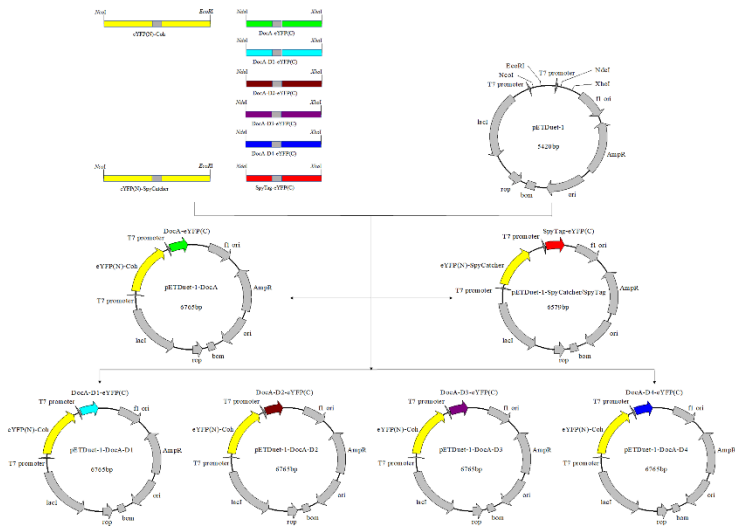 NcoI EcoRI
eYFP(N)-Coh
NdeI XhoI
DocA-eYFP(C)
NdeI XhoI
DocA-D1-eYFP(C)
NdeI XhoI
DocA-D2-eYFP(C)
NdeI XhoI
DocA-D3-eYFP(C)
NdeI XhoI
DocA-D4-eYFP(C)
NcoI EcoRI
eYFP(N)-SpyCatcher
NdeI XhoI
SpyTag-eYFP(C)
EcoRI
T7 promoter
NcoI
NdeI
T7 promoter
XhoI
f1 ori
lacI
pETDuet-1
5420bp
AmpR
rop
bom
ori
DocA-eYFP(C)
T7 promoter
f1 ori
eYFP(N)-Coh
pETDuet-1-DocA
AmpR
T7 promoter
6765bp
lacI
ori
rop
bom
SpyTag-eYFP(C)
T7 promoter
f1 ori
eYFP(N)-SpyCatcher
AmpR
T7 promoter
pETDuet-1-SpyCatcher/SpyTag
6579bp
lacI
ori
rop
bom
DocA-D1-eYFP(C)
T7 promoter
f1 ori
eYFP(N)-Coh
pETDuet-1-DocA-D1
AmpR
T7 promoter
6765bp
lacI
ori
rop
bom
DocA-D2-eYFP(C)
T7 promoter
f1 ori
eYFP(N)-Coh
pETDuet-1-DocA-D2
AmpR
T7 promoter
6765bp
lacI
ori
rop
bom
DocA-D3-eYFP(C)
T7 promoter
f1 ori
eYFP(N)-Coh
pETDuet-1-DocA-D3
AmpR
T7 promoter
6765bp
lacI
ori
rop
bom
DocA-D4-eYFP(C)
T7 promoter
f1 ori
eYFP(N)-Coh
pETDuet-1-DocA-D4
AmpR
T7 promoter
6765bp
lacI
ori
rop
bom